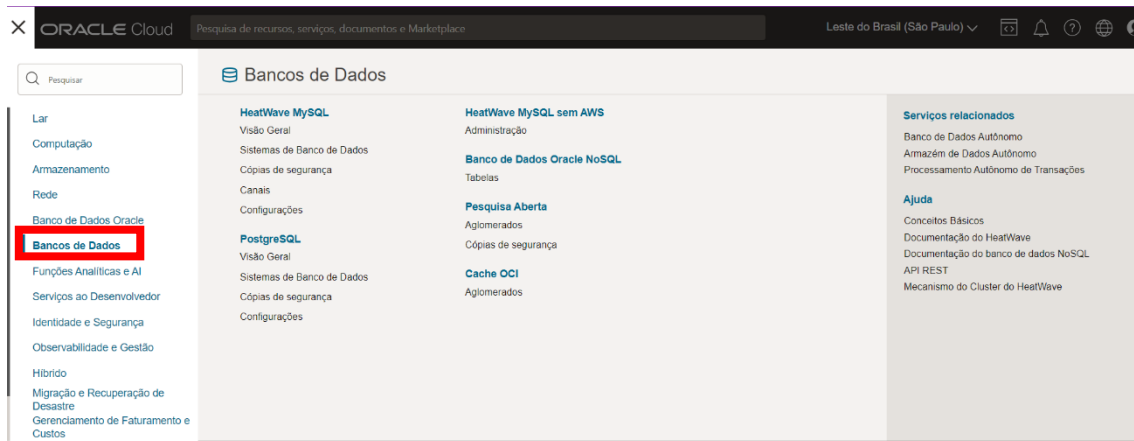 ORACLE Cloud
Pesquisa de recursos, serviços, documentos e Marketplace
Leste do Brasil (São Paulo)
Pesquisar
Lar
Computação
Armazenamento
Rede
Banco de Dados Oracle
Bancos de Dados
Funções Analíticas e AI
Serviços ao Desenvolvedor
Identidade e Segurança
Observabilidade e Gestão
Híbrido
Migração e Recuperação de
Desastre
Gerenciamento de Faturamento e
Custos
Bancos de Dados
HeatWave MySQL
Visão Geral
Sistemas de Banco de Dados
Cópias de segurança
Canais
Configurações
PostgreSQL
Visão Geral
Sistemas de Banco de Dados
Cópias de segurança
Configurações
HeatWave MySQL sem AWS
Administração
Banco de Dados Oracle NoSQL
Tabelas
Pesquisa Aberta
Aglomerados
Cópias de segurança
Cache OCI
Aglomerados
Serviços relacionados
Banco de Dados Autônomo
Armazém de Dados Autônomo
Processamento Autônomo de Transações
Ajuda
Conceitos Básicos
Documentação do HeatWave
Documentação do banco de dados NoSQL
API REST
Mecanismo do Cluster do HeatWave